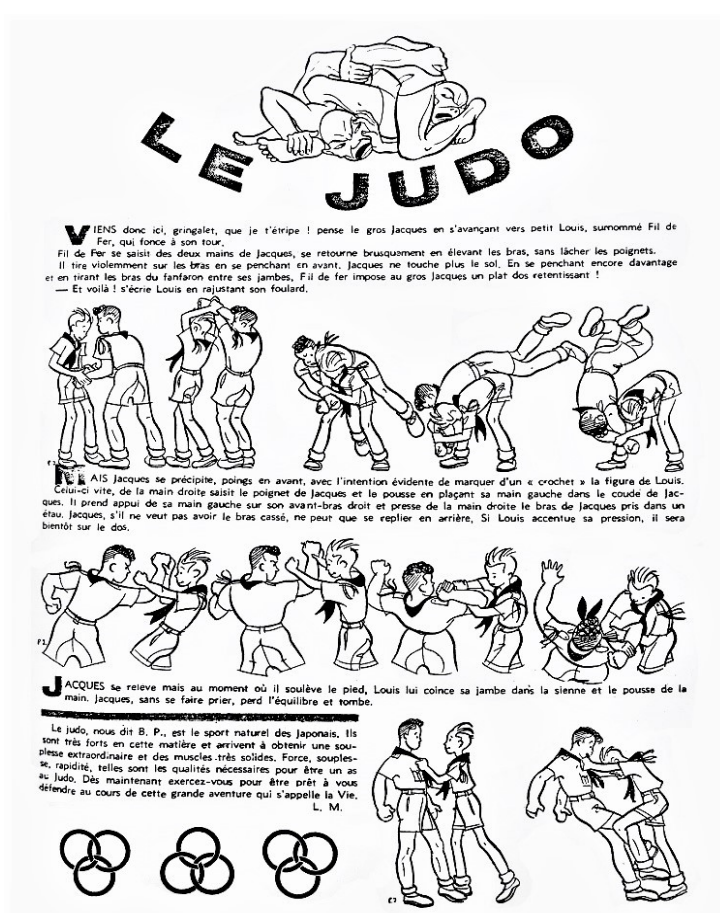 LE JUDO
VIENS donc ici, gringalet, que je t'étripe ! pense le gros Jacques en s'avançant vers petit Louis, surnommé Fil de
Fer, qui fonce à son tour.
Fil de Fer se saisit des deux mains de Jacques, se retourne brusquement en élevant les bras, sans lâcher les poignets.
Il tire violemment sur les bras en se penchant en avant. Jacques ne touche plus le sol. En se penchant encore davantage
et en tirant les bras du fanfaron entre ses jambes, Fil de fer impose au gros Jacques un plat dos retentissant !
— Et voilà ! s'écrie Louis en rajustant son foulard.
MAIS Jacques se précipite, poings en avant, avec l'intention évidente de marquer d'un « crochet » la figure de Louis.
Celui-ci vite, de la main droite saisit le poignet de Jacques et le pousse en plaçant sa main gauche dans le coude de Jac-
ques. Il prend appui de sa main gauche sur son avant-bras droit et presse de la main droite le bras de Jacques pris dans un
étau. Jacques, s'il ne veut pas avoir le bras cassé, ne peut que se replier en arrière, Si Louis accentue sa pression, il sera
bientôt sur le dos.
JACQUES se releve mais au moment où il soulève le pied, Louis lui coince sa jambe dans la sienne et le pousse de la
main. Jacques, sans se faire prier, perd l'équilibre et tombe.
Le judo, nous dit B. P., est le sport naturel des Japonais. Ils
sont très forts en cette matière et arrivent à obtenir une sou-
plesse extraordinaire et des muscles très solides. Force, souples-
se, rapidité, telles sont les qualités nécessaires pour être un as
au Judo. Dès maintenant exercez-vous pour être prêt à vous
défendre au cours de cette grande aventure qui s'appelle la Vie.
L. M.